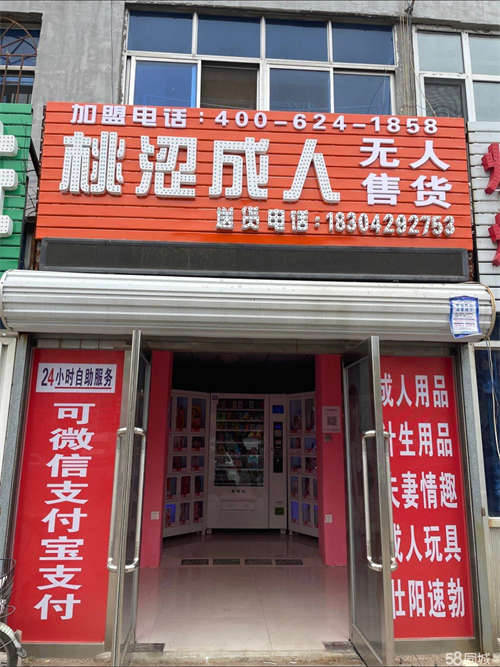 加盟电话:400-624-1858
桃涩成人
无人
售货
送货电话:18304292753
24小时自助服务
可微信支付宝支付
成人用品
计生用品
夫妻情趣
成人玩具
壮阳速勃
58同城